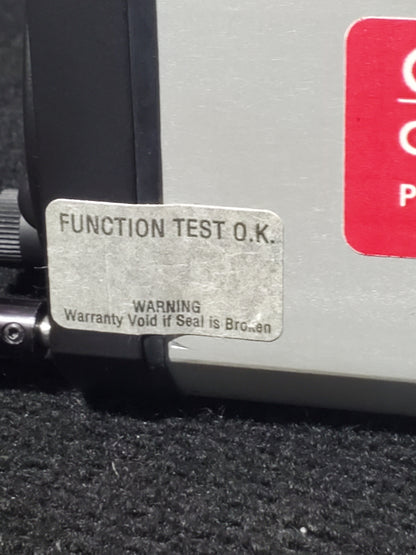 FUNCTION TEST O.K.
WARNING
Warranty Void if Seal is Broken
P